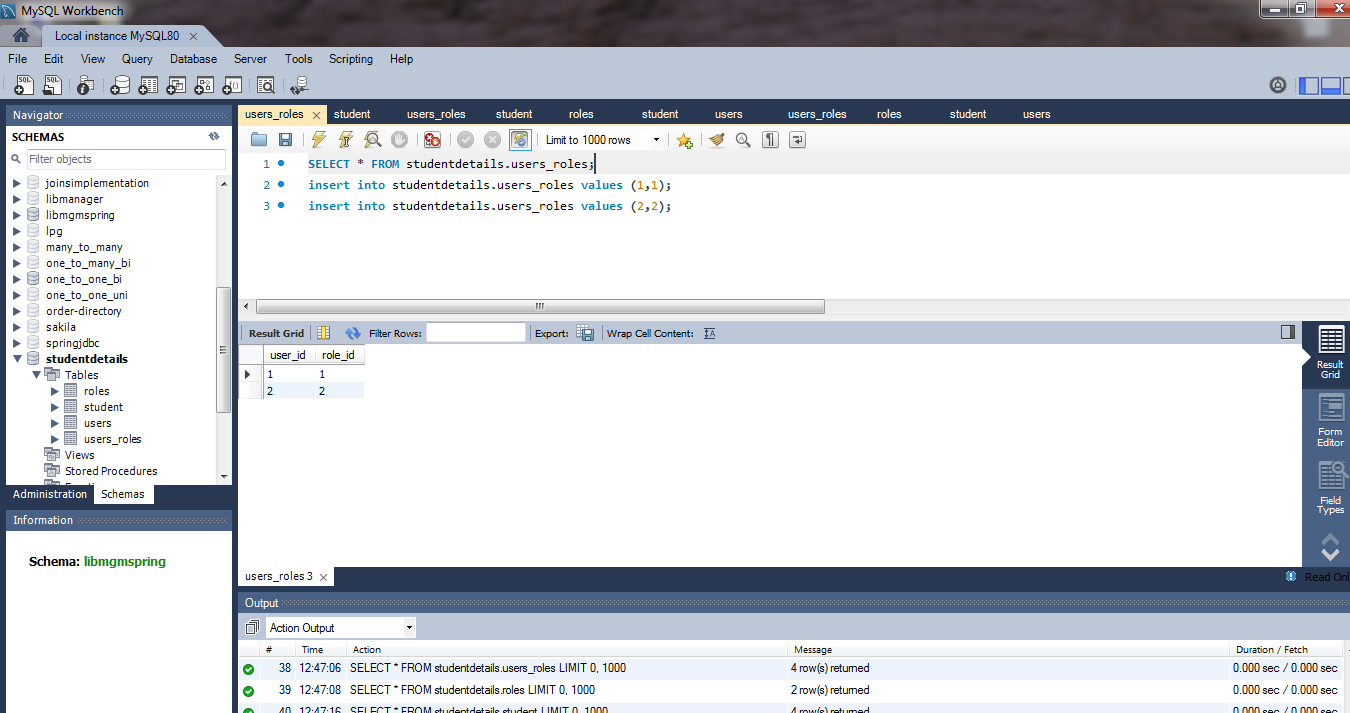 MySQL Workbench
Local instance MySQL80
File Edit View Query Database Server Tools Scripting Help
Navigator
SCHEMAS
Filter objects
joinsimplementation
libmanager
libmgmspring
lpg
many_to_many
one_to_many_bi
one_to_one_bi
one_to_one_uni
order-directory
sakila
springjdbc
studentdetails
Tables
roles
student
users
users_roles
Views
Stored Procedures
Administration Schemas
Information
Schema: libmgmspring
users_roles student users_roles student roles student users users_roles roles student users
Limit to 1000 rows
1 SELECT * FROM studentdetails.users_roles;
2 insert into studentdetails.users_roles values (1,1);
3 insert into studentdetails.users_roles values (2,2);
Result Grid Filter Rows: Export: Wrap Cell Content:
user_id role_id
1 1
2 2
Result
Grid
Form
Editor
Field
Types
users_roles 3
Read Onl
Output
Action Output
# Time Action Message Duration / Fetch
38 12:47:06 SELECT * FROM studentdetails.users_roles LIMIT 0, 1000 4 row(s) returned 0.000 sec / 0.000 sec
39 12:47:08 SELECT * FROM studentdetails.roles LIMIT 0, 1000 2 row(s) returned 0.000 sec / 0.000 sec
40 12:47:16 SELECT * FROM studentdetails.student LIMIT 0, 1000 4 row(s) returned 0.000 sec / 0.000 sec